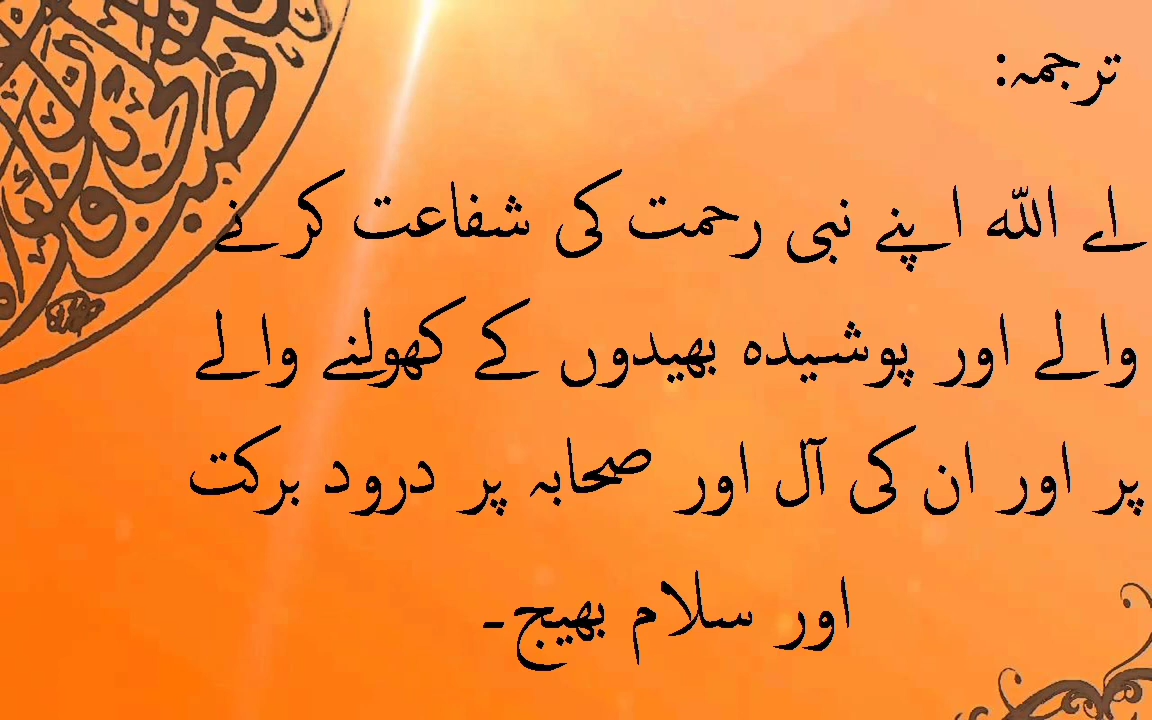 ترجمہ:
اے اللہ اپنے نبی رحمت کی شفاعت کرنے
والے اور پوشیدہ بھیدوں کے کھولنے والے
پر اور ان کی آل اور صحابہ پر درود برکت
اور سلام بھیج۔